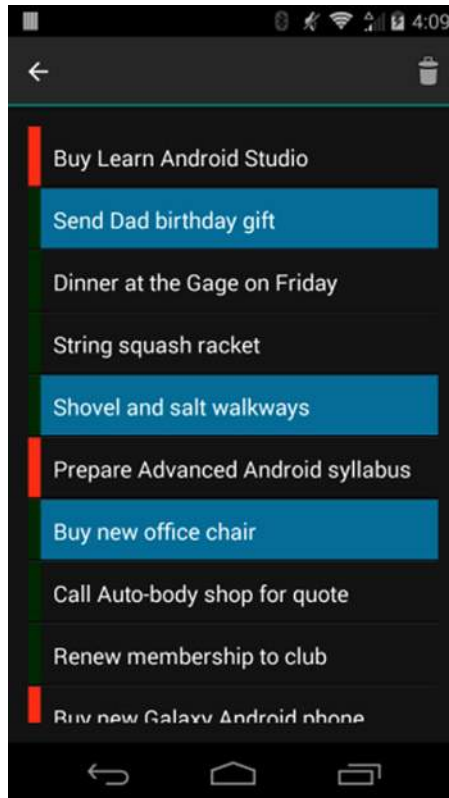 4:09
Buy Learn Android Studio
Send Dad birthday gift
Dinner at the Gage on Friday
String squash racket
Shovel and salt walkways
Prepare Advanced Android syllabus
Buy new office chair
Call Auto-body shop for quote
Renew membership to club
Buy new Galaxy Android phone